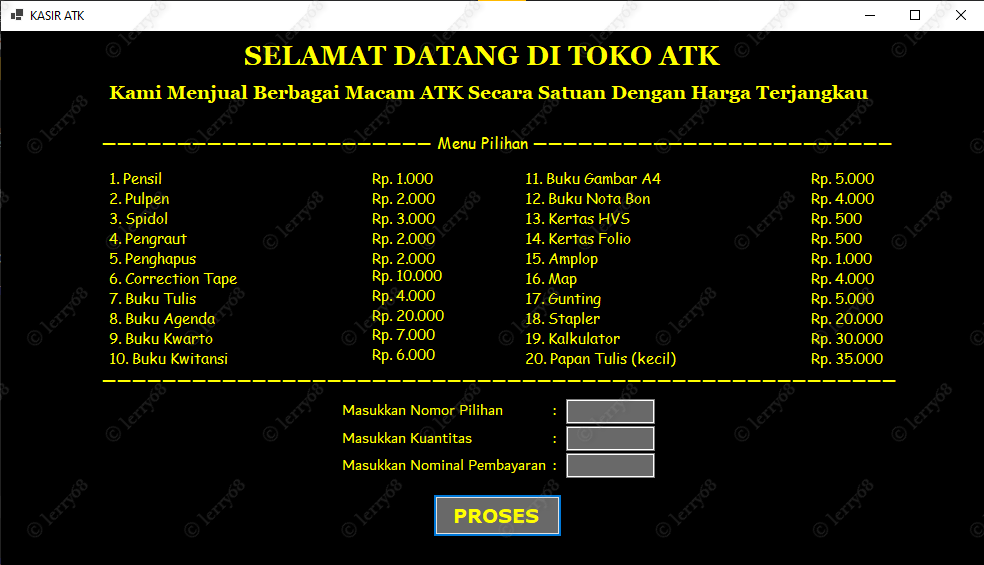 KASIR ATK
SELAMAT DATANG DI TOKO ATK
Kami Menjual Berbagai Macam ATK Secara Satuan Dengan Harga Terjangkau
—————————————————————— Menu Pilihan ————————————————————————
1. Pensil Rp. 1.000 11. Buku Gambar A4 Rp. 5.000
2. Pulpen Rp. 2.000 12. Buku Nota Bon Rp. 4.000
3. Spidol Rp. 3.000 13. Kertas HVS Rp. 500
4. Pengraut Rp. 2.000 14. Kertas Folio Rp. 500
5. Penghapus Rp. 2.000 15. Amplop Rp. 1.000
6. Correction Tape Rp. 10.000 16. Map Rp. 4.000
7. Buku Tulis Rp. 4.000 17. Gunting Rp. 5.000
8. Buku Agenda Rp. 20.000 18. Stapler Rp. 20.000
9. Buku Kwarto Rp. 7.000 19. Kalkulator Rp. 30.000
10. Buku Kwitansi Rp. 6.000 20. Papan Tulis (kecil) Rp. 35.000
Masukkan Nomor Pilihan :
Masukkan Kuantitas :
Masukkan Nominal Pembayaran :
PROSES
© lerry68